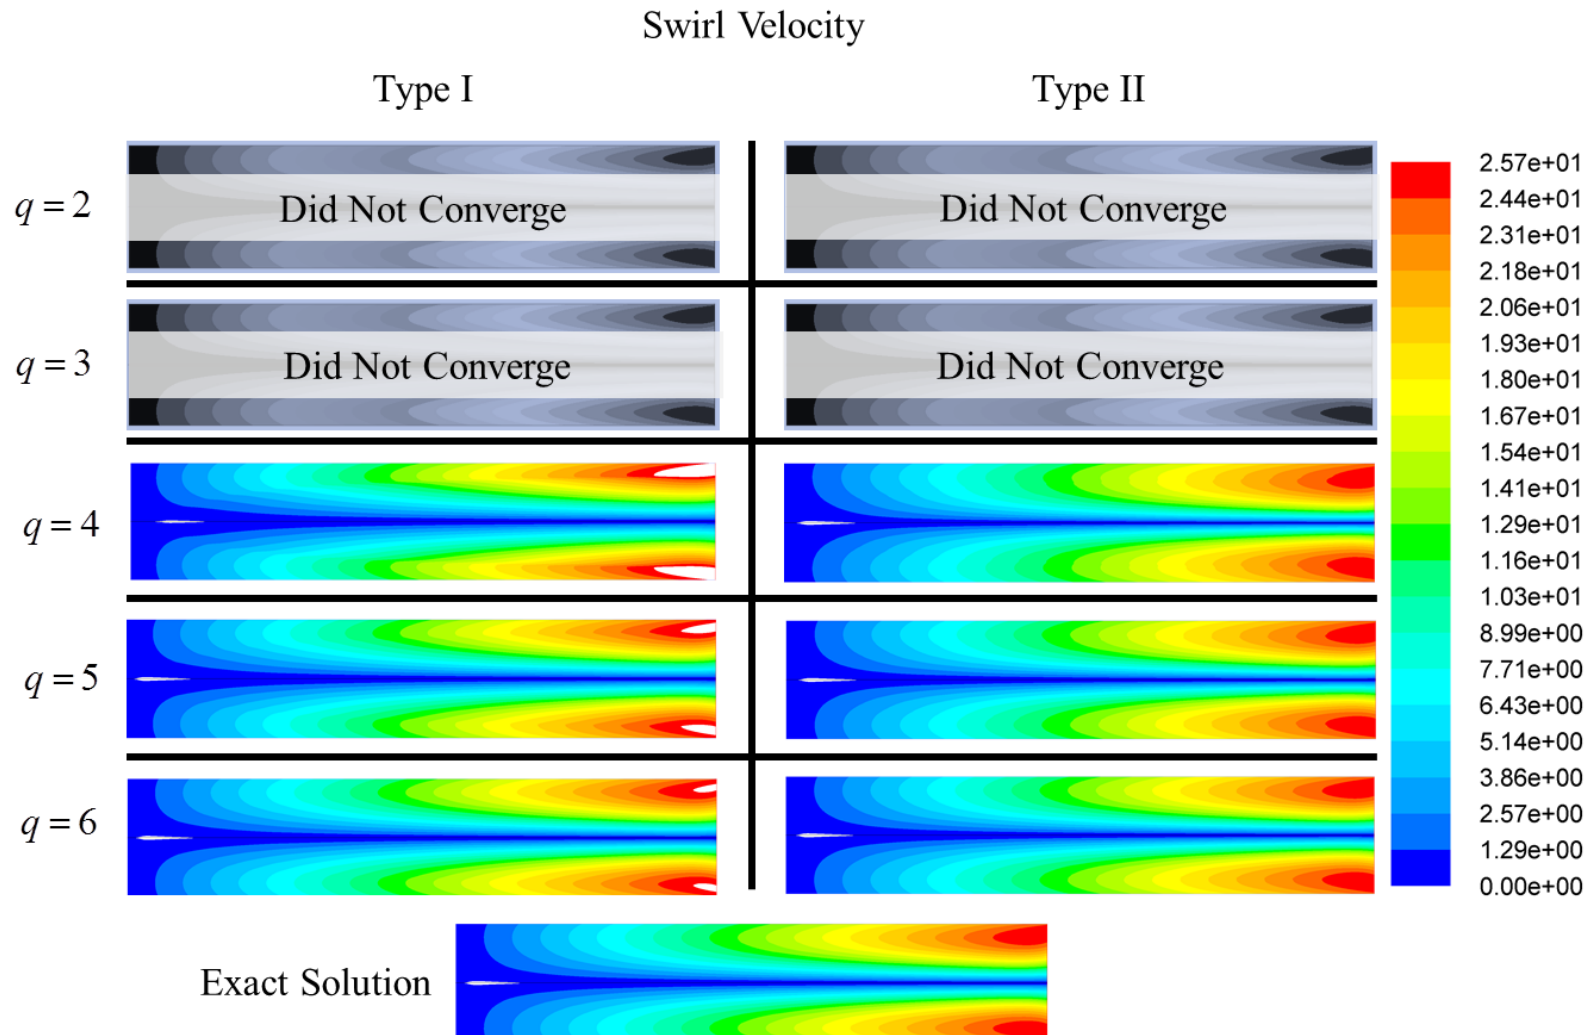 Swirl Velocity
Type I
Type II
q = 2
Did Not Converge
Did Not Converge
q = 3
Did Not Converge
Did Not Converge
q = 4
q = 5
q = 6
Exact Solution
2.57e+01
2.44e+01
2.31e+01
2.18e+01
2.06e+01
1.93e+01
1.80e+01
1.67e+01
1.54e+01
1.41e+01
1.29e+01
1.16e+01
1.03e+01
8.99e+00
7.71e+00
6.43e+00
5.14e+00
3.86e+00
2.57e+00
1.29e+00
0.00e+00